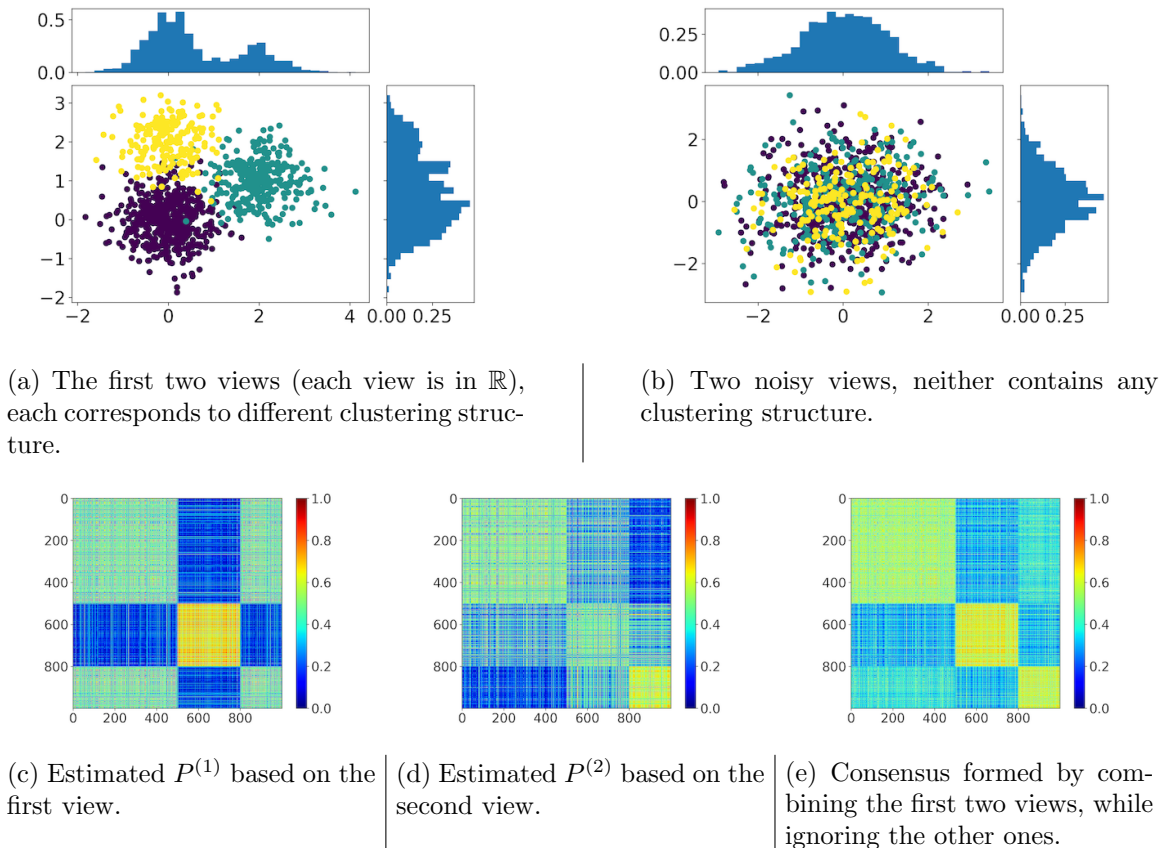 0.5
0.0
3
2
1
0
−1
−2
−2 0 2 4
0.00 0.25
0.25
0.00
2
0
−2
−2 0 2
0.00 0.25
(a) The first two views (each view is in ℝ),
each corresponds to different clustering struc-
ture.
(b) Two noisy views, neither contains any
clustering structure.
0
200
400
600
800
0 200 400 600 800
1.0
0.8
0.6
0.4
0.2
0.0
0
200
400
600
800
0 200 400 600 800
1.0
0.8
0.6
0.4
0.2
0.0
0
200
400
600
800
0 200 400 600 800
1.0
0.8
0.6
0.4
0.2
0.0
(c) Estimated P^(1) based on the
first view.
(d) Estimated P^(2) based on the
second view.
(e) Consensus formed by com-
bining the first two views, while
ignoring the other ones.